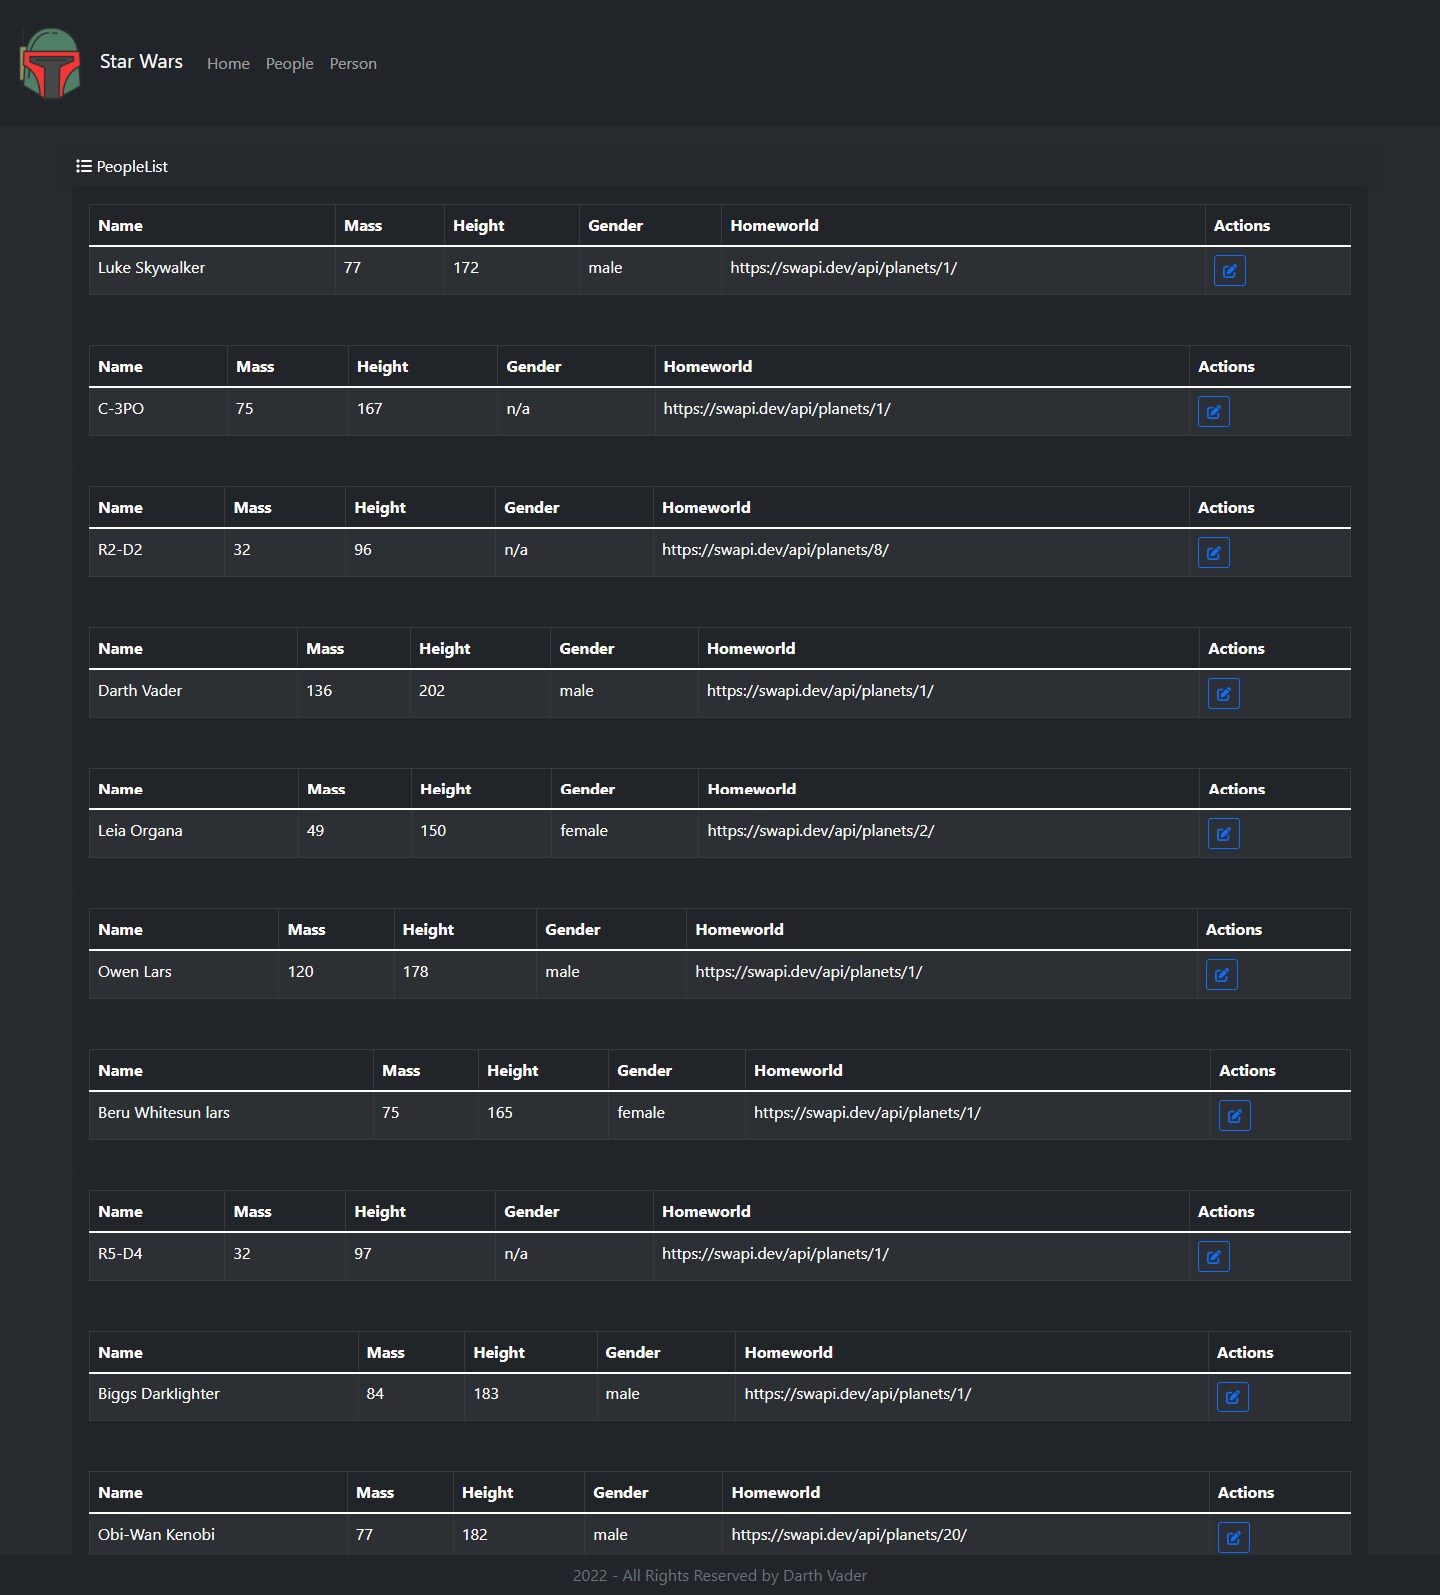 Star Wars Home People Person
PeopleList
Name Mass Height Gender Homeworld Actions
Luke Skywalker 77 172 male https://swapi.dev/api/planets/1/
Name Mass Height Gender Homeworld Actions
C-3PO 75 167 n/a https://swapi.dev/api/planets/1/
Name Mass Height Gender Homeworld Actions
R2-D2 32 96 n/a https://swapi.dev/api/planets/8/
Name Mass Height Gender Homeworld Actions
Darth Vader 136 202 male https://swapi.dev/api/planets/1/
Name Mass Height Gender Homeworld Actions
Leia Organa 49 150 female https://swapi.dev/api/planets/2/
Name Mass Height Gender Homeworld Actions
Owen Lars 120 178 male https://swapi.dev/api/planets/1/
Name Mass Height Gender Homeworld Actions
Beru Whitesun lars 75 165 female https://swapi.dev/api/planets/1/
Name Mass Height Gender Homeworld Actions
R5-D4 32 97 n/a https://swapi.dev/api/planets/1/
Name Mass Height Gender Homeworld Actions
Biggs Darklighter 84 183 male https://swapi.dev/api/planets/1/
Name Mass Height Gender Homeworld Actions
Obi-Wan Kenobi 77 182 male https://swapi.dev/api/planets/20/
2022 - All Rights Reserved by Darth Vader